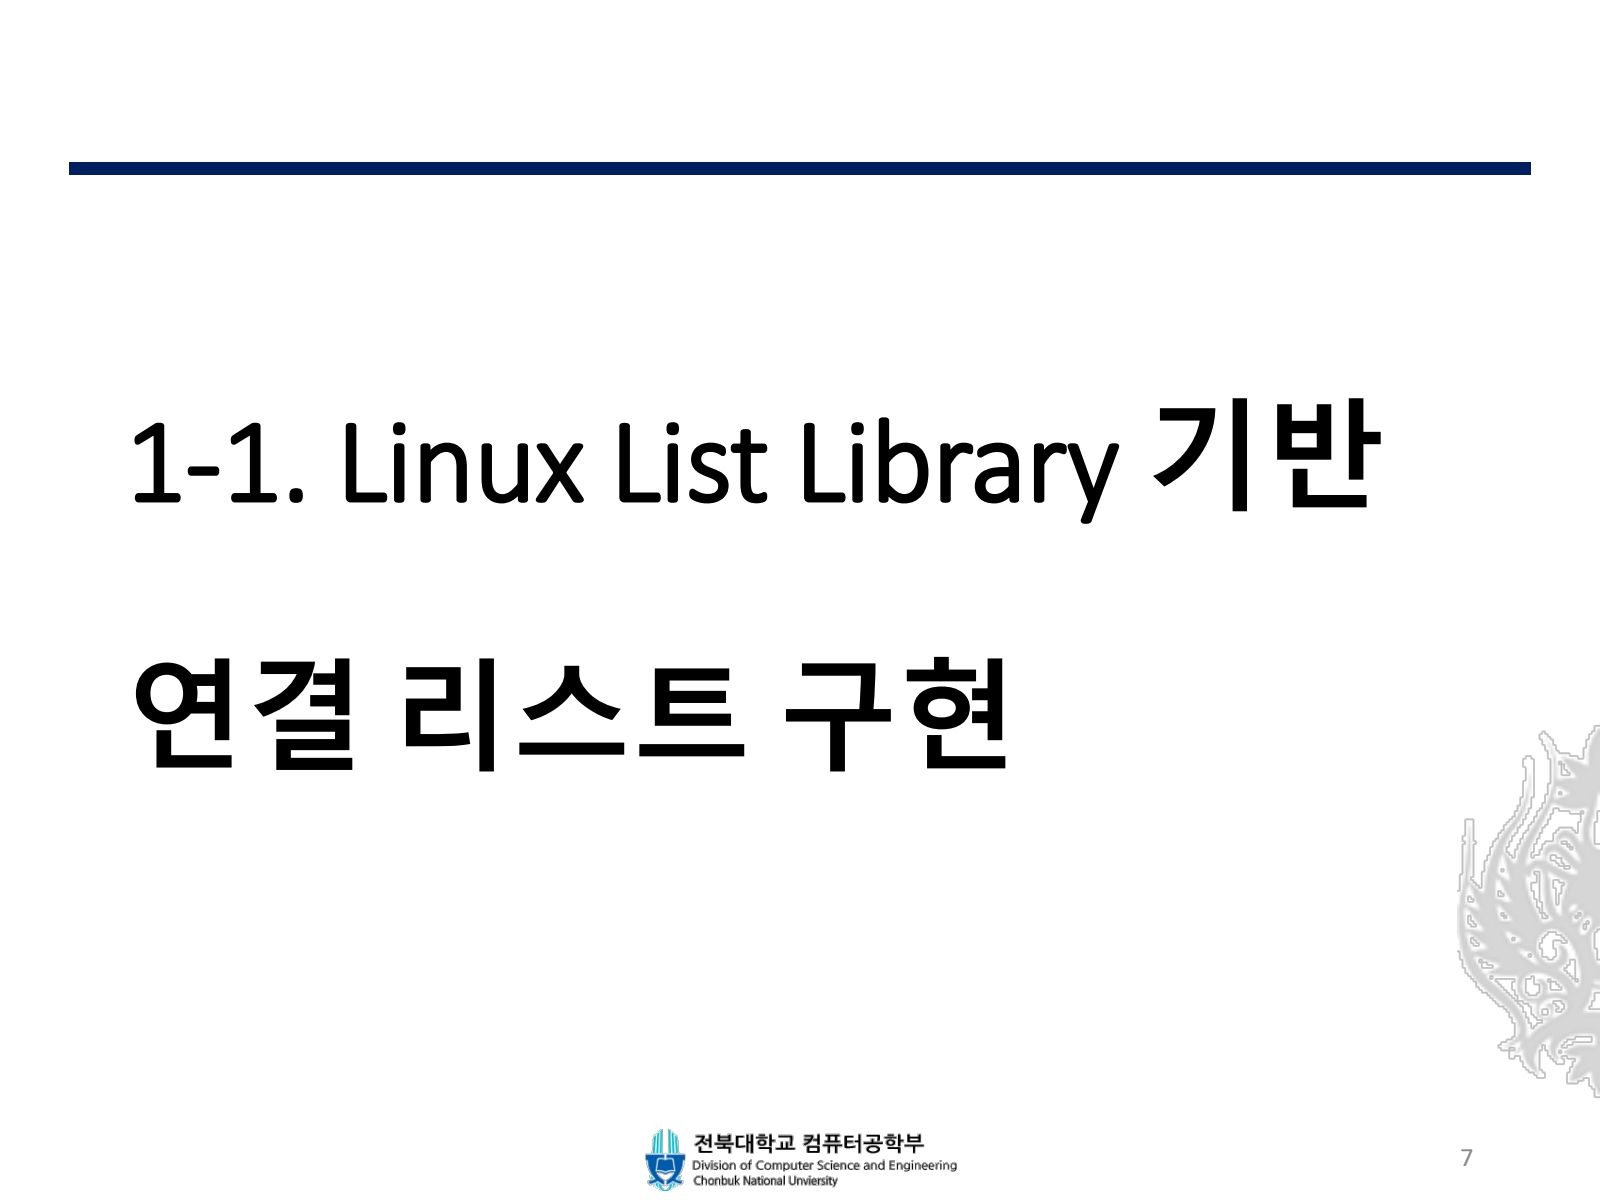 1-1. Linux List Library 기반
연결 리스트 구현
전북대학교 컴퓨터공학부
Division of Computer Science and Engineering
Chonbuk National Unviersity
7